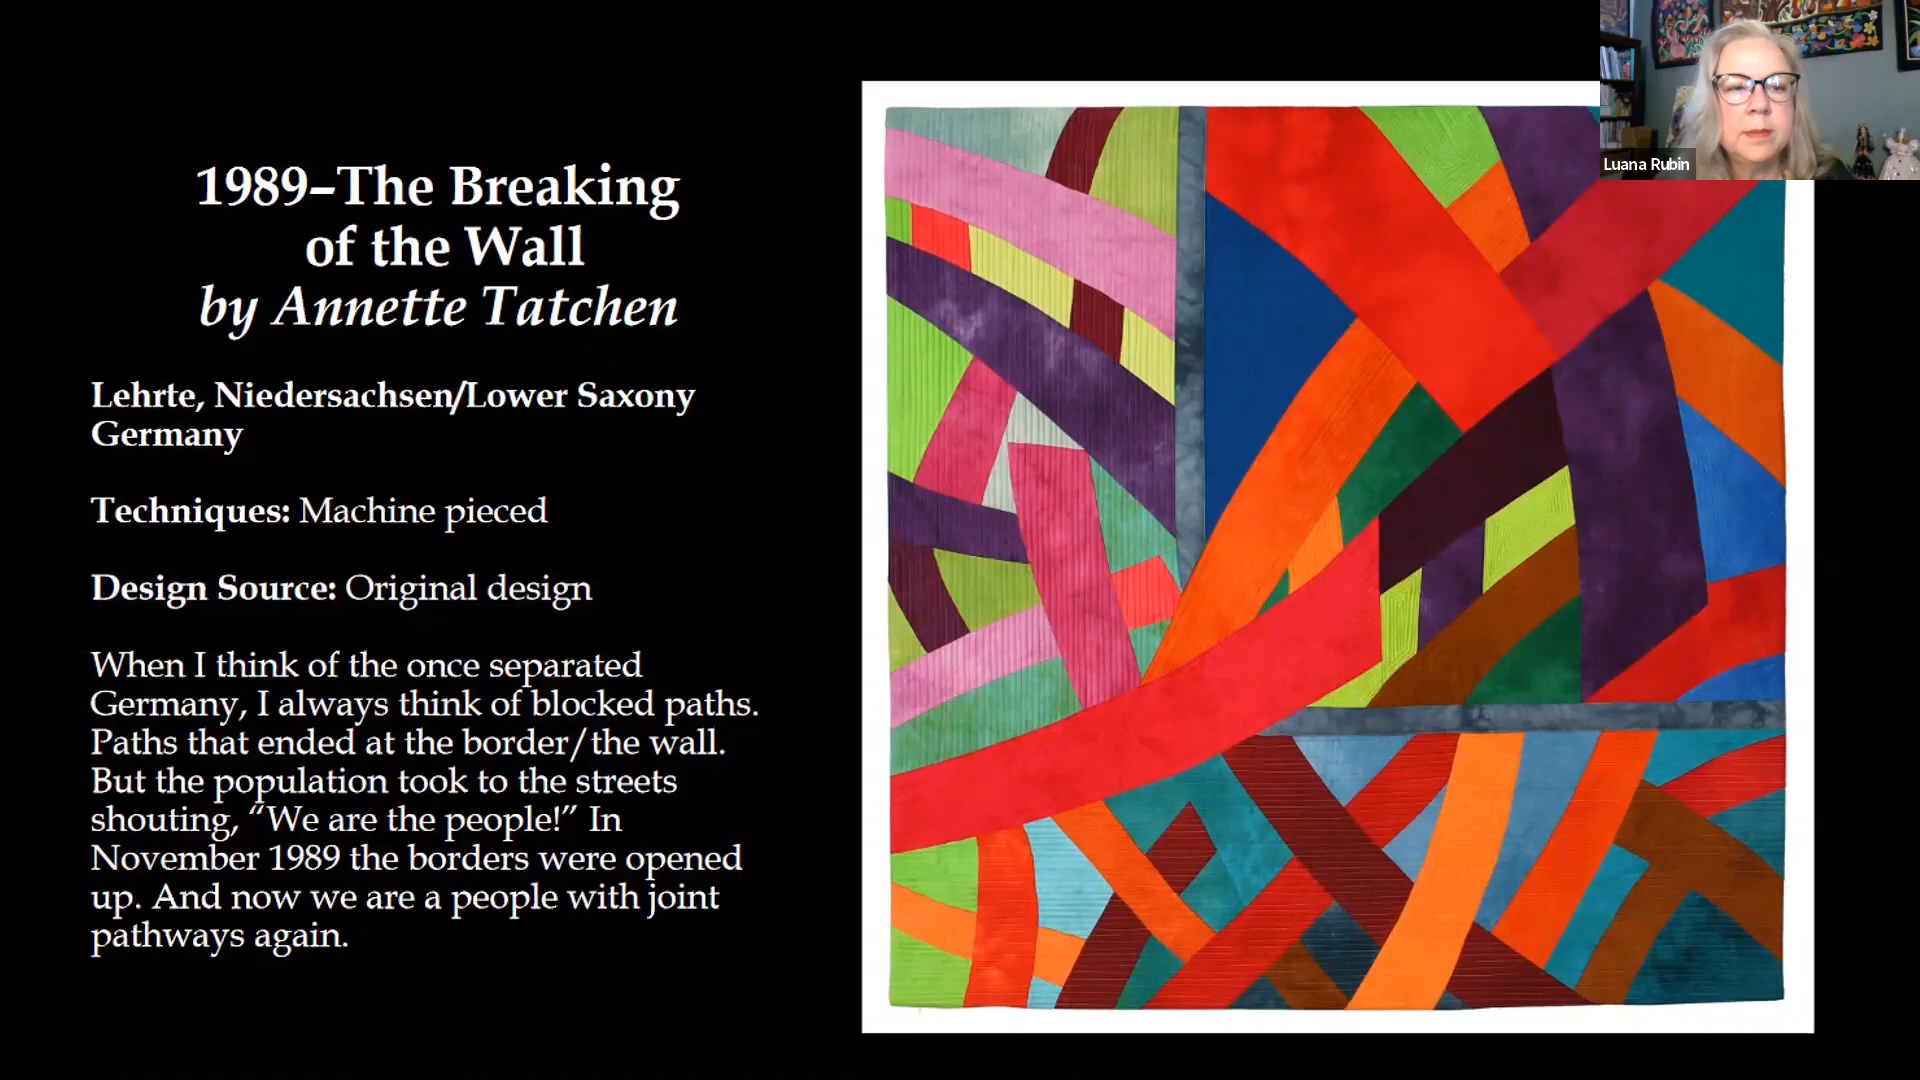 1989–The Breaking
of the Wall
by Annette Tatchen
Lehrte, Niedersachsen/Lower Saxony
Germany
Techniques: Machine pieced
Design Source: Original design
When I think of the once separated
Germany, I always think of blocked paths.
Paths that ended at the border/the wall.
But the population took to the streets
shouting, “We are the people!” In
November 1989 the borders were opened
up. And now we are a people with joint
pathways again.
Luana Rubin